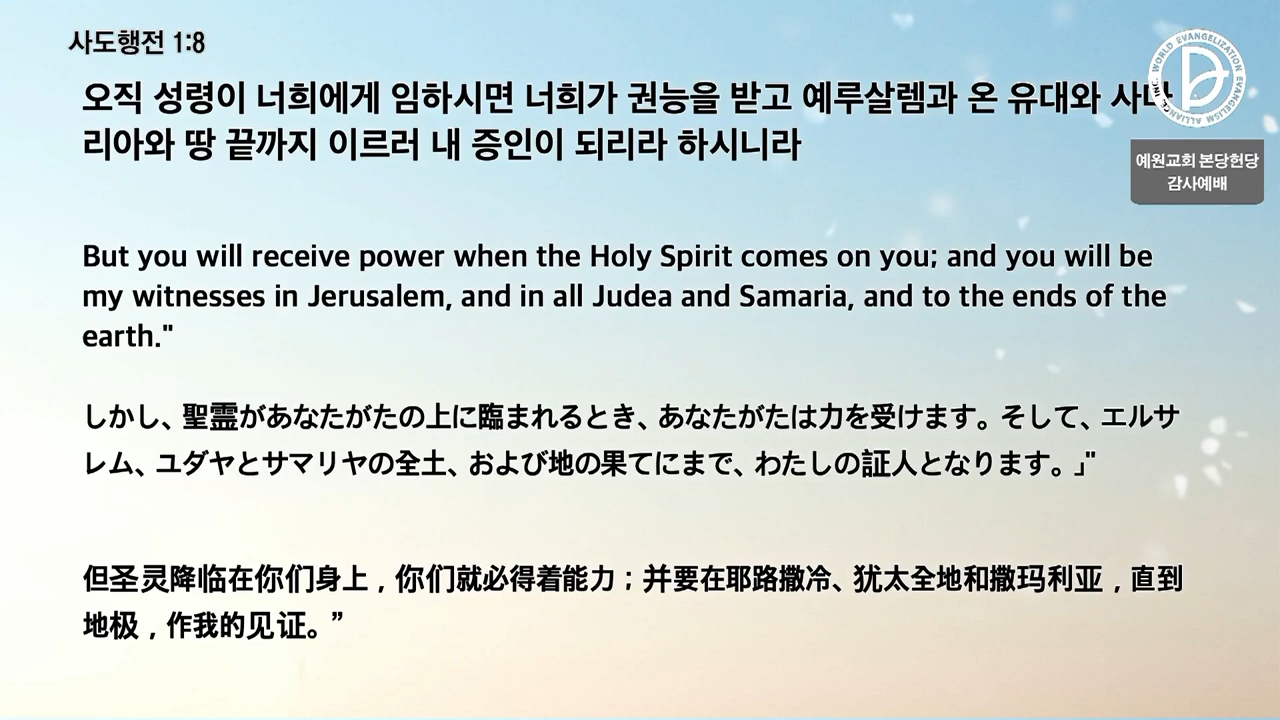 사도행전 1:8
오직 성령이 너희에게 임하시면 너희가 권능을 받고 예루살렘과 온 유대와 사마
리아와 땅 끝까지 이르러 내 증인이 되리라 하시니라
WORLD EVANGELIZATION EVANGELISM ALLIANCE INC.
예원교회 본당헌당
감사예배
But you will receive power when the Holy Spirit comes on you; and you will be
my witnesses in Jerusalem, and in all Judea and Samaria, and to the ends of the
earth."
しかし、聖霊があなたがたの上に臨まれるとき、あなたがたは力を受けます。そして、エルサ
レム、ユダヤとサマリヤの全土、および地の果てにまで、わたしの証人となります。」"
但圣灵降临在你们身上，你们就必得着能力；并要在耶路撒冷、犹太全地和撒玛利亚，直到
地极，作我的见证。”